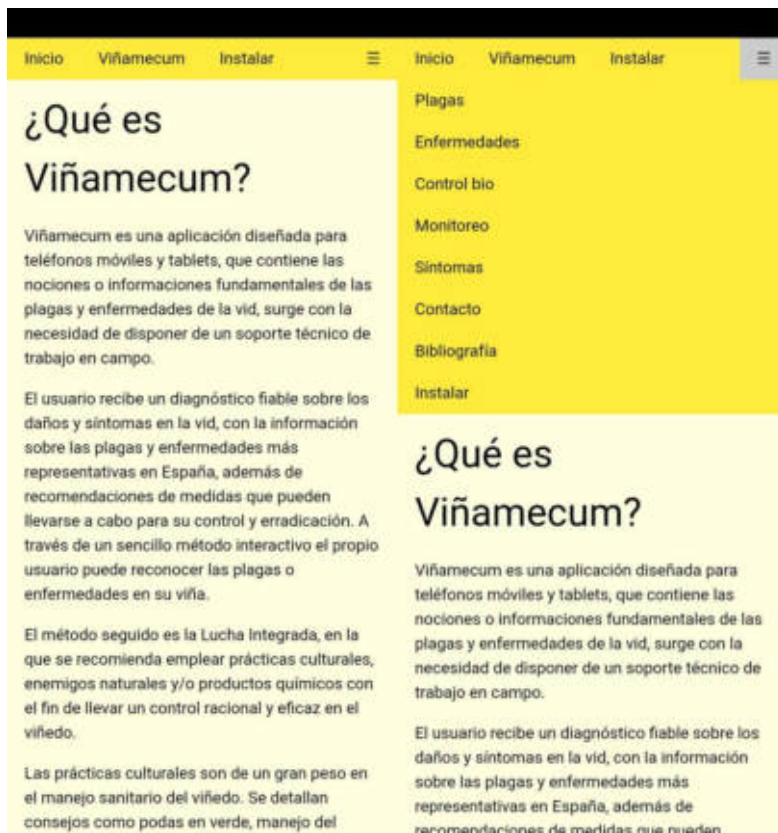 Inicio Viñamecum Instalar ☰
¿Qué es
Viñamecum?
Viñamecum es una aplicación diseñada para
teléfonos móviles y tablets, que contiene las
nociones o informaciones fundamentales de las
plagas y enfermedades de la vid, surge con la
necesidad de disponer de un soporte técnico de
trabajo en campo.
El usuario recibe un diagnóstico fiable sobre los
daños y síntomas en la vid, con la información
sobre las plagas y enfermedades más
representativas en España, además de
recomendaciones de medidas que pueden
llevarse a cabo para su control y erradicación. A
través de un sencillo método interactivo el propio
usuario puede reconocer las plagas o
enfermedades en su viña.
El método seguido es la Lucha Integrada, en la
que se recomienda emplear prácticas culturales,
enemigos naturales y/o productos químicos con
el fin de llevar un control racional y eficaz en el
viñedo.
Las prácticas culturales son de un gran peso en
el manejo sanitario del viñedo. Se detallan
consejos como podas en verde, manejo del
Inicio Viñamecum Instalar ☰
Plagas
Enfermedades
Control bio
Monitoreo
Síntomas
Contacto
Bibliografía
Instalar
¿Qué es
Viñamecum?
Viñamecum es una aplicación diseñada para
teléfonos móviles y tablets, que contiene las
nociones o informaciones fundamentales de las
plagas y enfermedades de la vid, surge con la
necesidad de disponer de un soporte técnico de
trabajo en campo.
El usuario recibe un diagnóstico fiable sobre los
daños y síntomas en la vid, con la información
sobre las plagas y enfermedades más
representativas en España, además de
recomendaciones de medidas que pueden